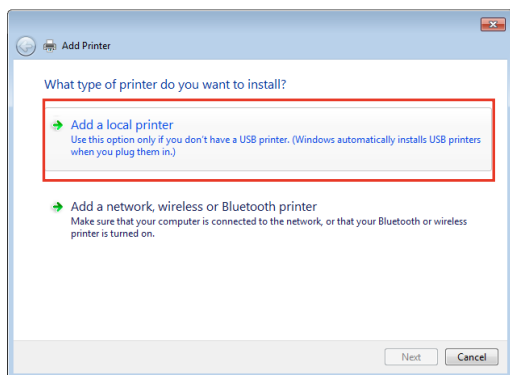 Add Printer
What type of printer do you want to install?
Add a local printer
Use this option only if you don't have a USB printer. (Windows automatically installs USB printers
when you plug them in.)
Add a network, wireless or Bluetooth printer
Make sure that your computer is connected to the network, or that your Bluetooth or wireless
printer is turned on.
Next Cancel